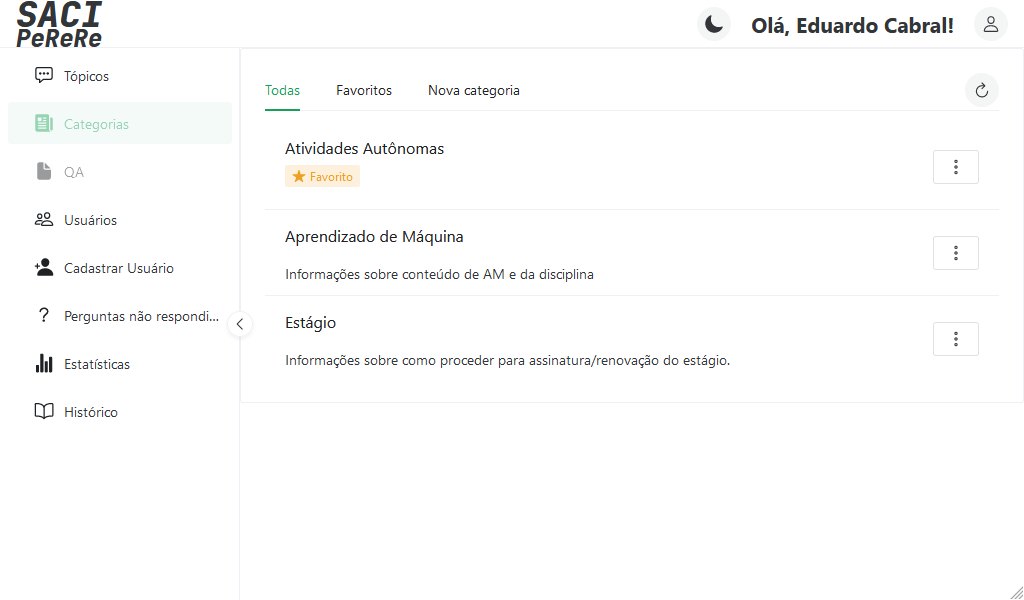 SACI
PeReRe
Olá, Eduardo Cabral!
Tópicos
Categorias
QA
Usuários
Cadastrar Usuário
Perguntas não respondi...
Estatísticas
Histórico
Todas
Favoritos
Nova categoria
Atividades Autônomas
Favorito
Aprendizado de Máquina
Informações sobre conteúdo de AM e da disciplina
Estágio
Informações sobre como proceder para assinatura/renovação do estágio.